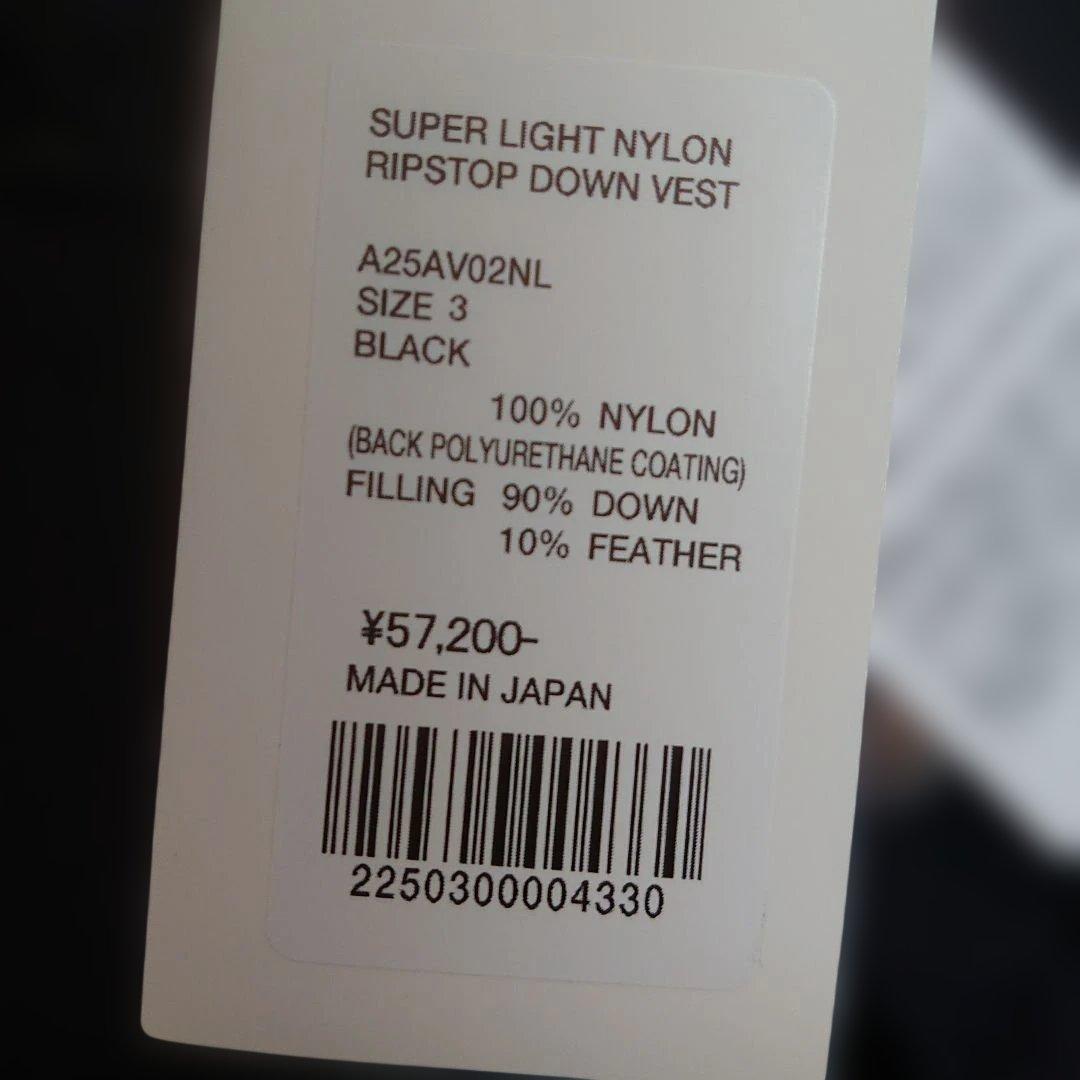 SUPER LIGHT NYLON
RIPSTOP DOWN VEST
A25AV02NL
SIZE 3
BLACK
100% NYLON
(BACK POLYURETHANE COATING)
FILLING 90% DOWN
10% FEATHER
¥57,200-
MADE IN JAPAN
2250300004330